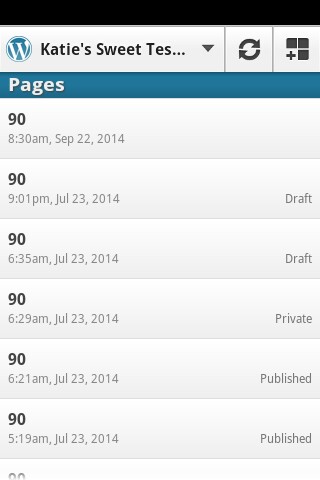 Katie's Sweet Tes...
Pages
90
8:30am, Sep 22, 2014
90
9:01pm, Jul 23, 2014 Draft
90
6:35am, Jul 23, 2014 Draft
90
6:29am, Jul 23, 2014 Private
90
6:21am, Jul 23, 2014 Published
90
5:19am, Jul 23, 2014 Published
90